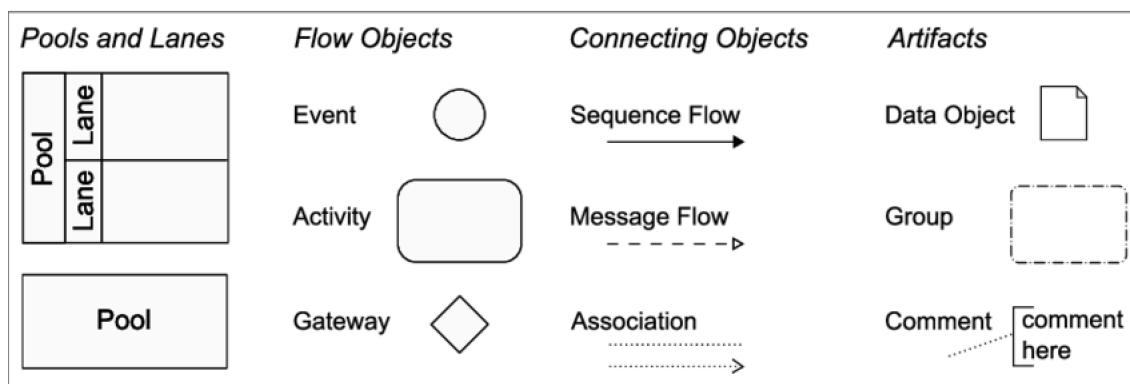 Pools and Lanes
Flow Objects
Connecting Objects
Artifacts
Pool
Lane
Lane
Event
Sequence Flow
Data Object
Activity
Message Flow
Group
Pool
Gateway
Association
Comment
comment
here